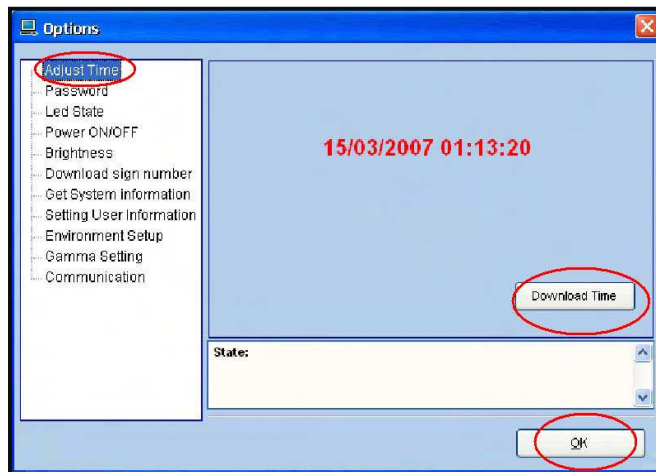 Options
Adjust Time
Password
Led State
Power ON/OFF
Brightness
Download sign number
Get System information
Setting User Information
Environment Setup
Gamma Setting
Communication
15/03/2007 01:13:20
Download Time
State:
OK